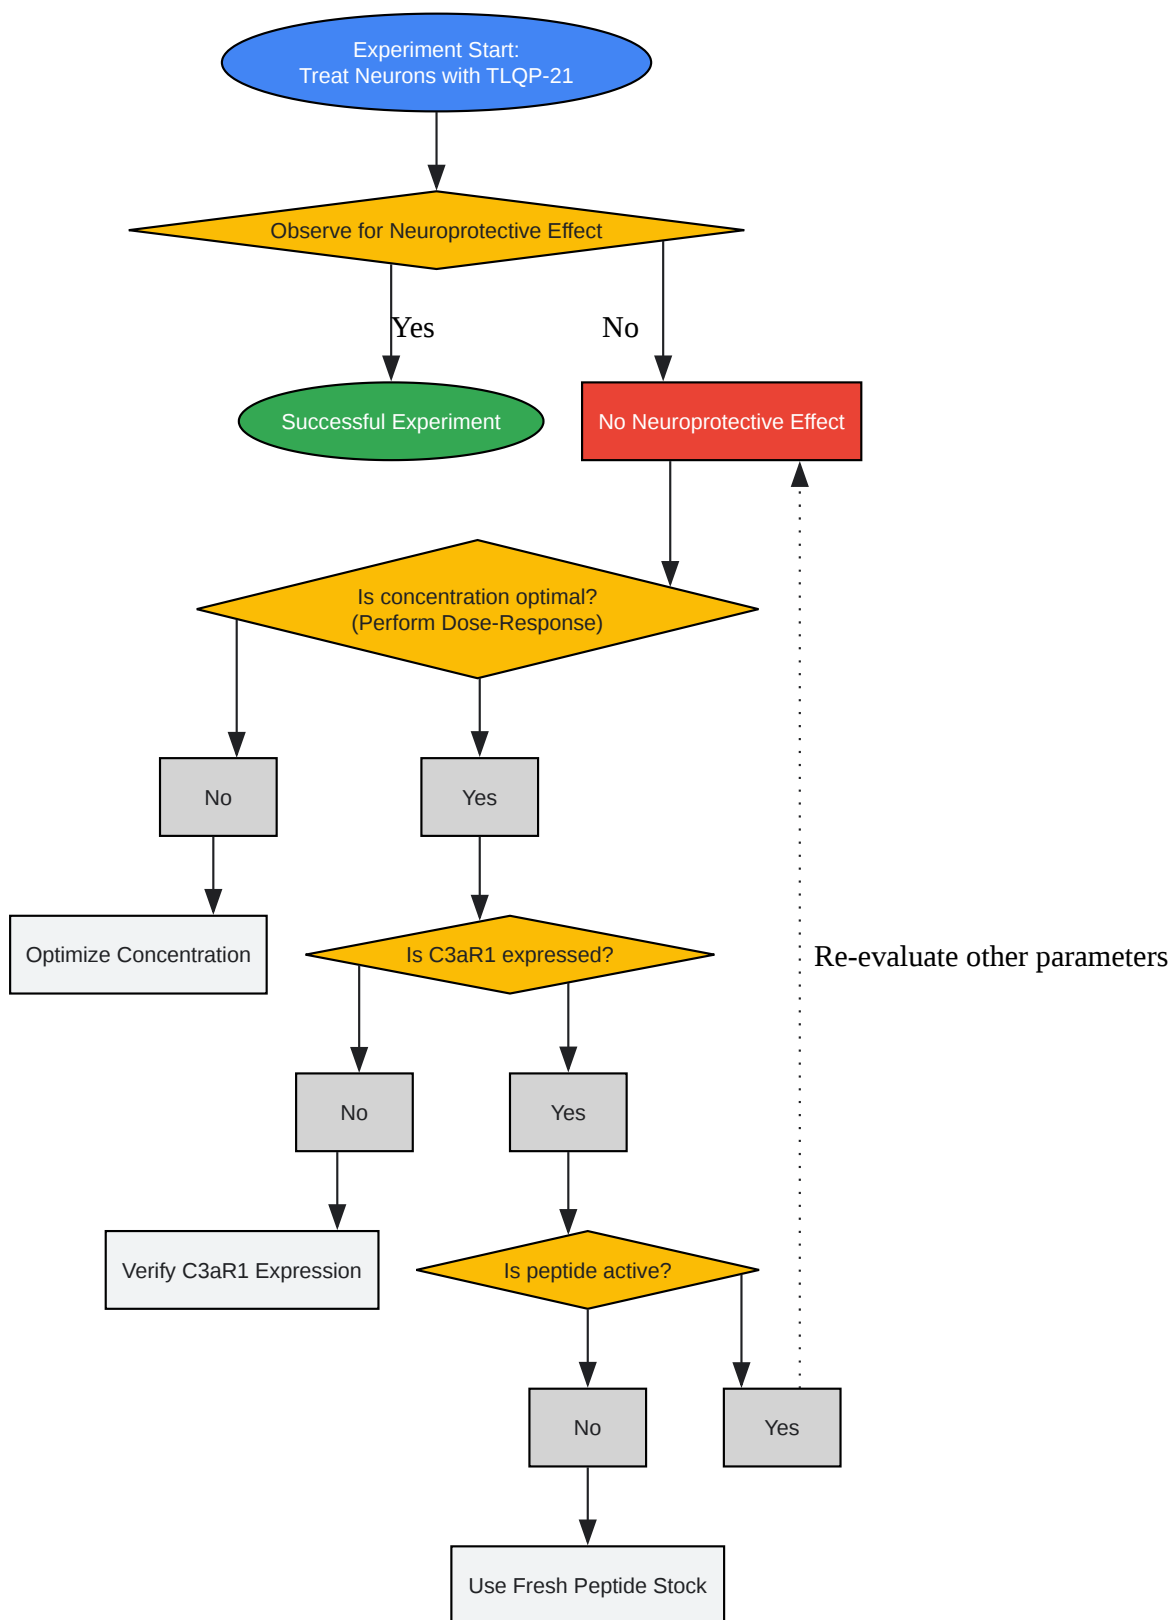 Experiment Start:
Treat Neurons with TLQP-21
Observe for Neuroprotective Effect
Yes
No
Successful Experiment
No Neuroprotective Effect
Is concentration optimal?
(Perform Dose-Response)
No
Yes
Optimize Concentration
Is C3aR1 expressed?
Re-evaluate other parameters
No
Yes
Verify C3aR1 Expression
Is peptide active?
No
Yes
Use Fresh Peptide Stock